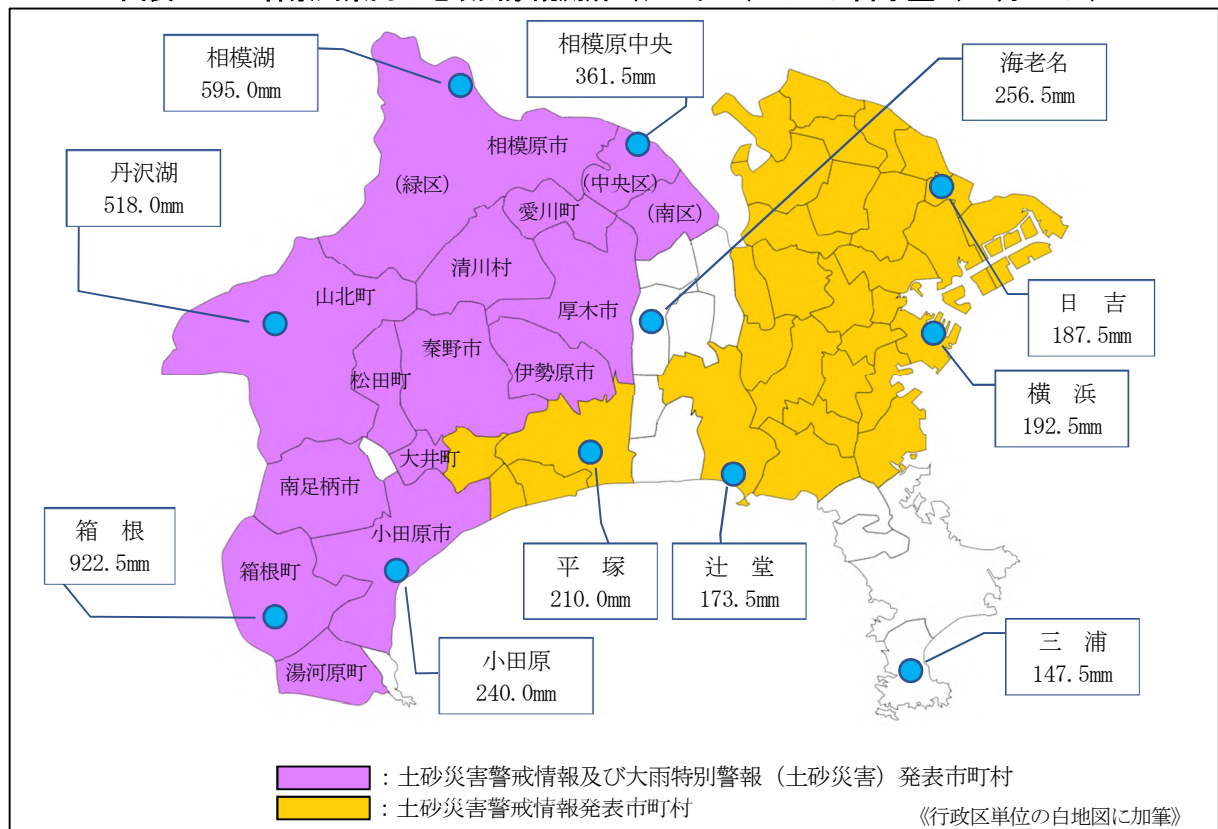 相模湖
595.0mm
相模原中央
361.5mm
海老名
256.5mm
丹沢湖
518.0mm
相模原市
(緑区)
(中央区)
愛川町
(南区)
清川村
山北町
厚木市
秦野市
伊勢原市
松田町
日 吉
187.5mm
横 浜
192.5mm
大井町
南足柄市
小田原市
箱 根
922.5mm
箱根町
平 塚
210.0mm
辻 堂
173.5mm
湯河原町
小田原
240.0mm
三 浦
147.5mm
：土砂災害警戒情報及び大雨特別警報（土砂災害）発表市町村
：土砂災害警戒情報発表市町村
《行政区単位の白地図に加筆》